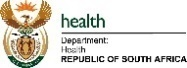 health
Department:
Health
REPUBLIC OF SOUTH AFRICA